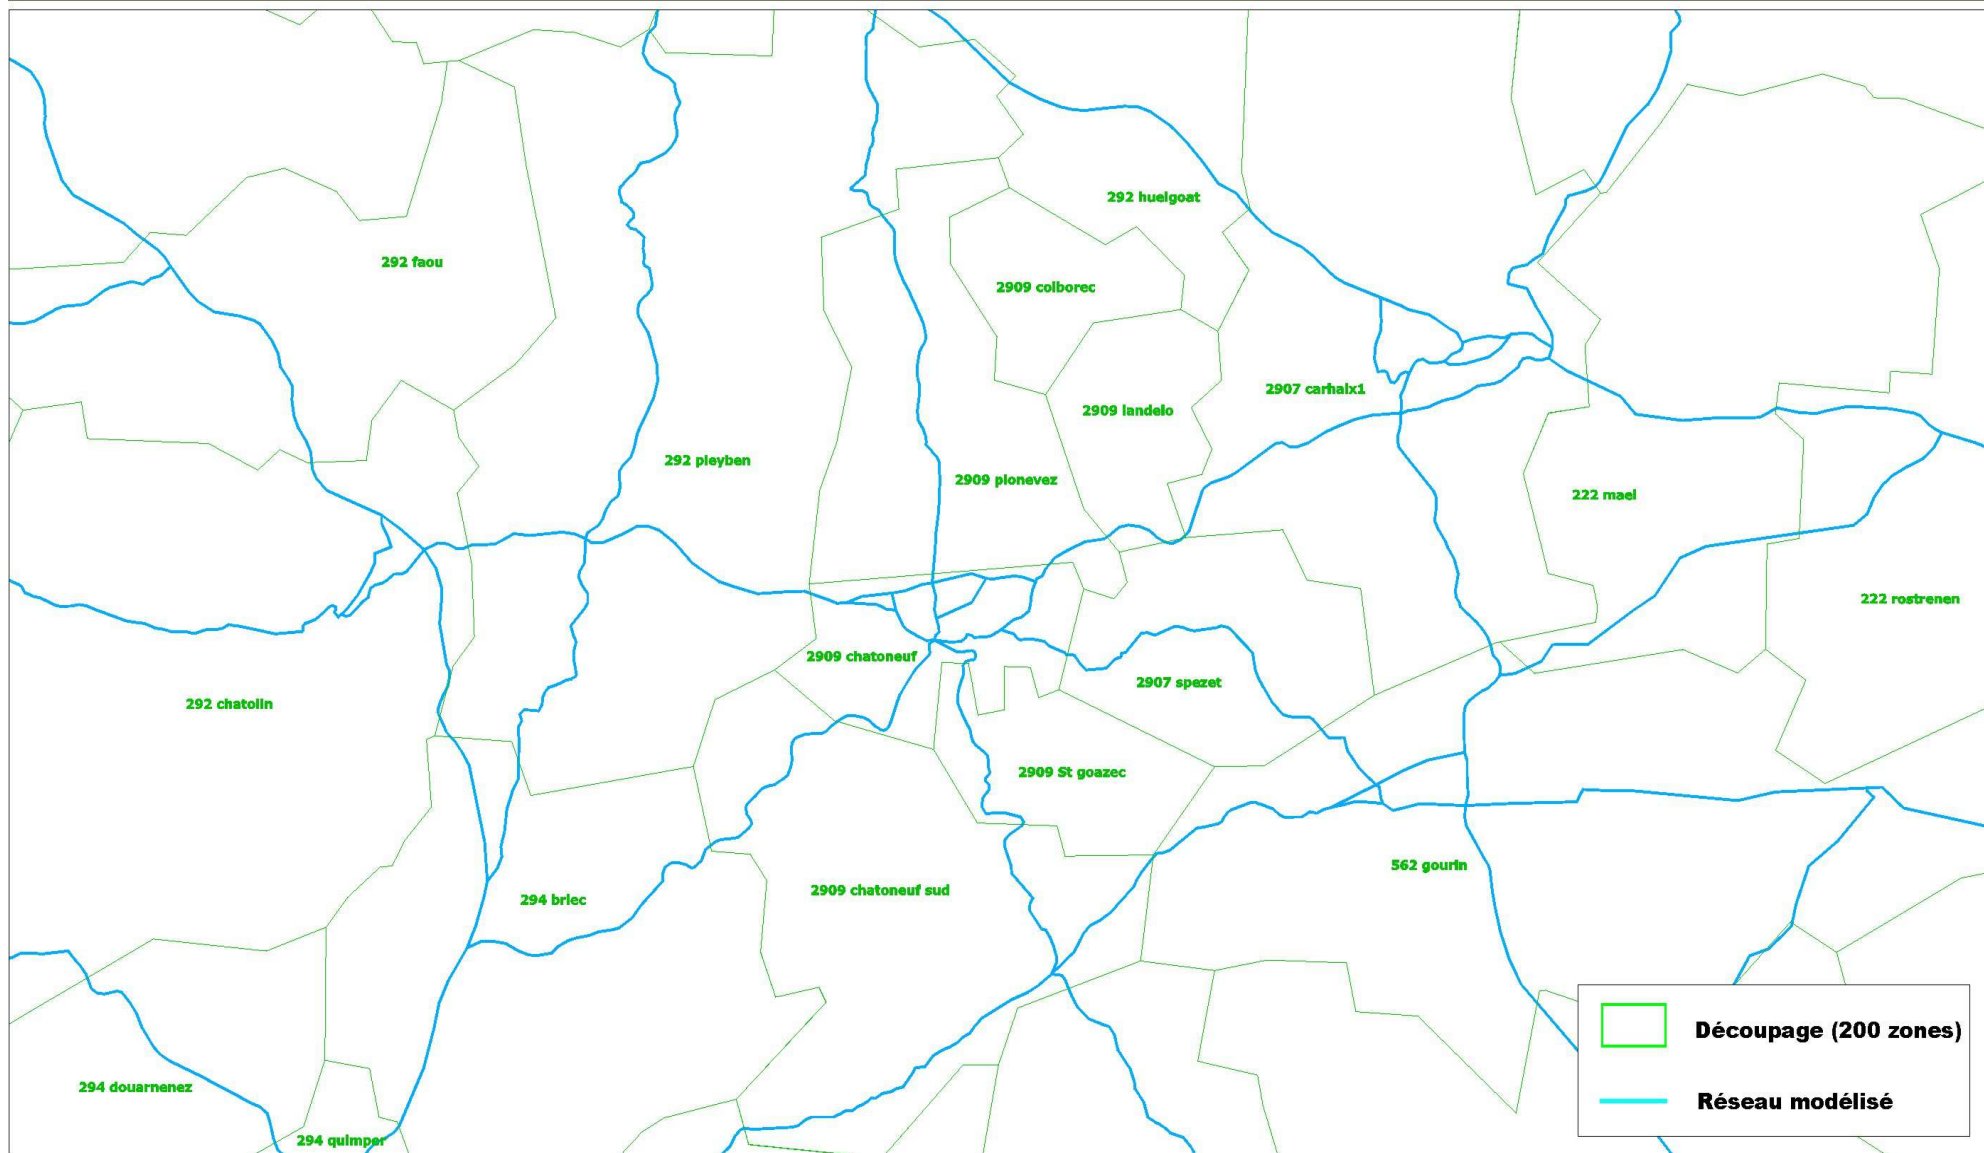 292 huelgoat
292 faou
2909 colborec
2907 carhaix1
2909 landelo
292 pleyben
2909 plonevez
222 mael
222 rostrenen
2909 chatoneuf
2907 spezet
292 chatolin
2909 St goazec
562 gourin
2909 chatoneuf sud
294 briec
Découpage (200 zones)
294 douarnenez
Réseau modélisé
294 quimper